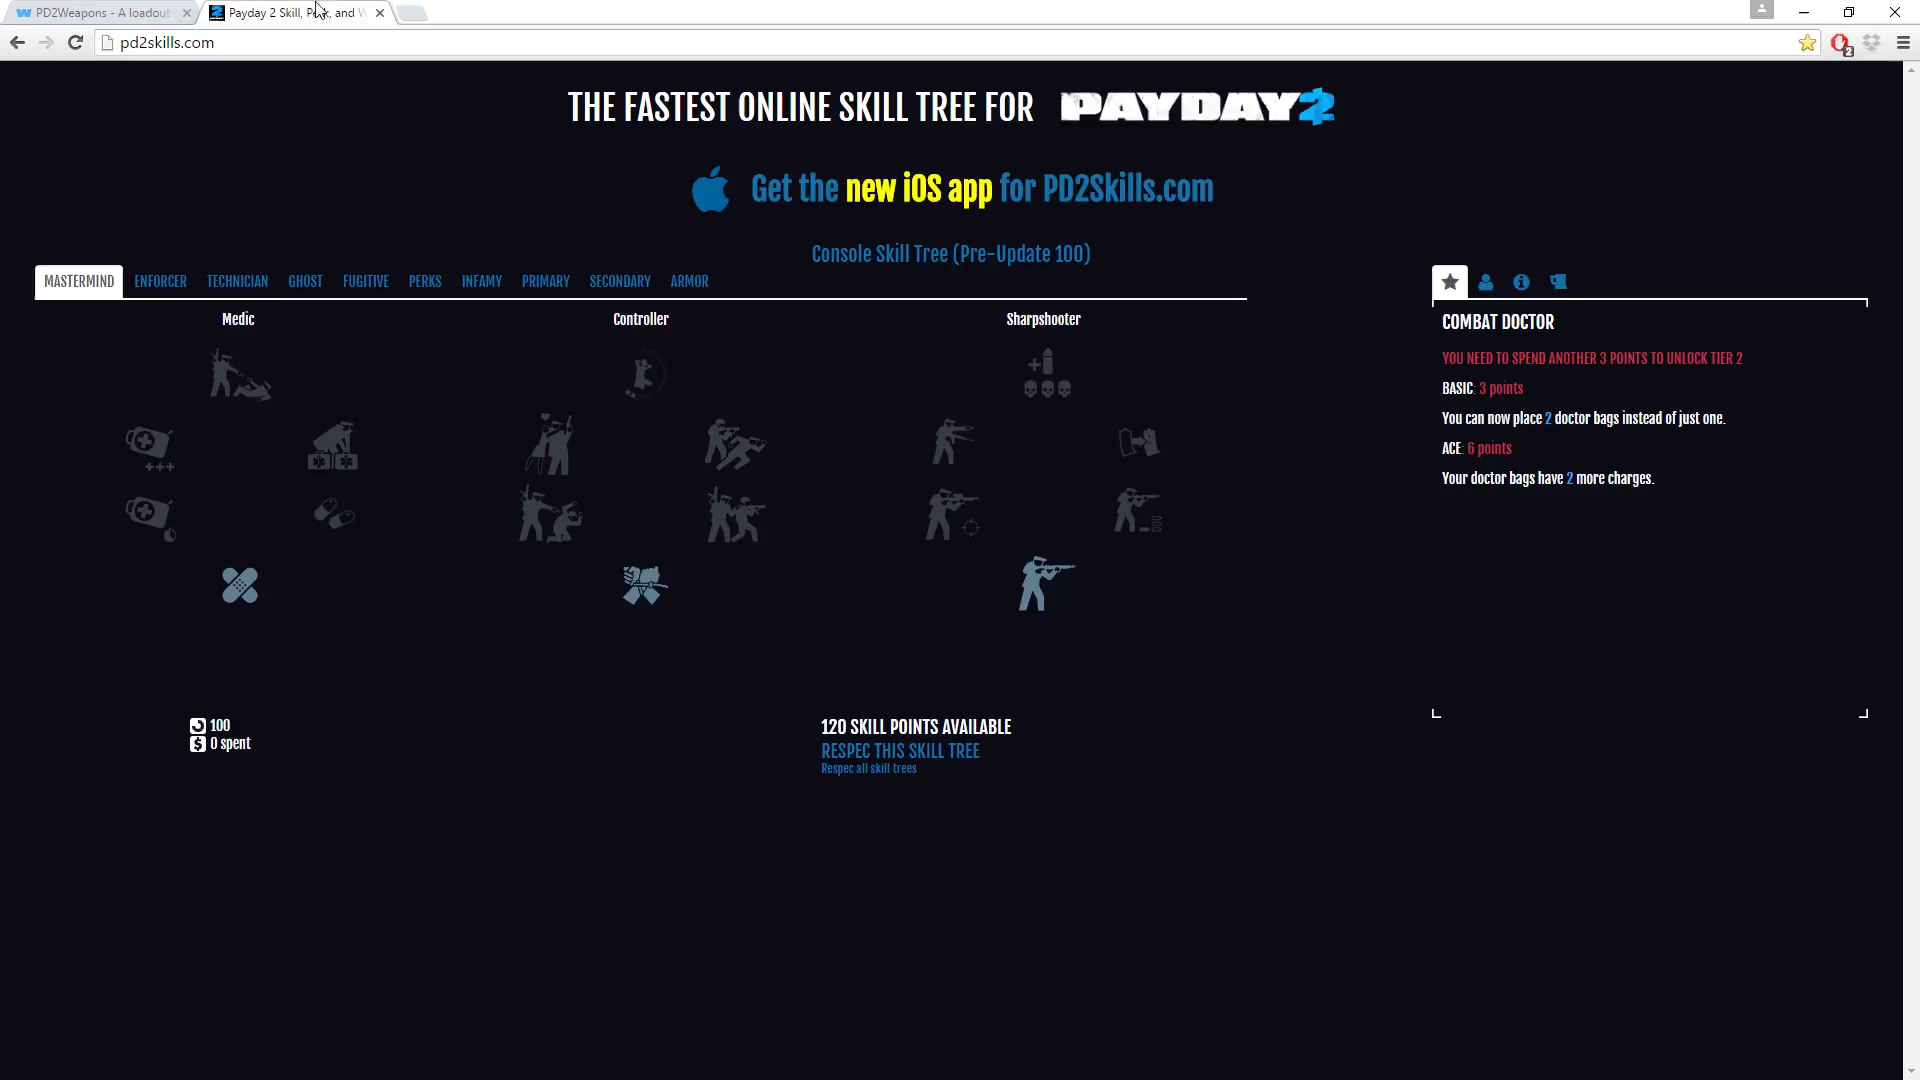 PD2Weapons - A loadout
Payday 2 Skill, and W
pd2skills.com
2
THE FASTEST ONLINE SKILL TREE FOR PAYDAY2
Get the new iOS app for PD2Skills.com
Console Skill Tree (Pre-Update 100)
MASTERMIND ENFORCER TECHNICIAN GHOST FUGITIVE PERKS INFAMY PRIMARY SECONDARY ARMOR
Medic Controller Sharpshooter
COMBAT DOCTOR
YOU NEED TO SPEND ANOTHER 3 POINTS TO UNLOCK TIER 2
BASIC: 3 points
You can now place 2 doctor bags instead of just one.
ACE: 6 points
Your doctor bags have 2 more charges.
100
$ 0 spent
120 SKILL POINTS AVAILABLE
RESPEC THIS SKILL TREE
Respec all skill trees